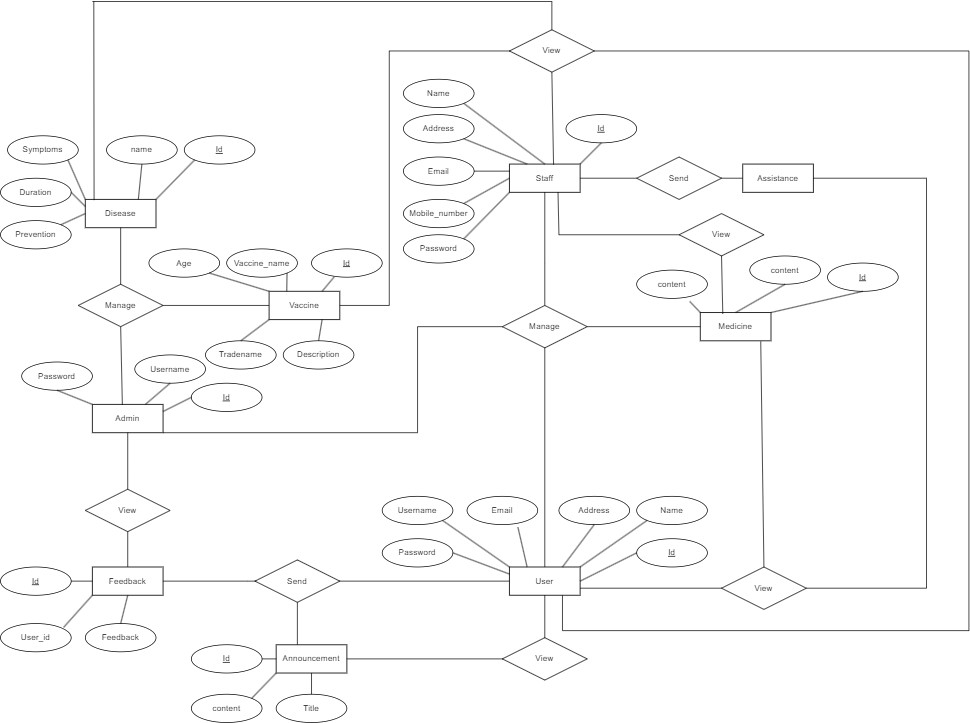 View
Name
Address
Id
Symptoms
name
Id
Email
Staff
Send
Assistance
Duration
Disease
Mobile_number
Prevention
View
Password
Age
Vaccine_name
Id
content
content
Id
Manage
Vaccine
Manage
Medicine
Tradename
Description
Password
Username
Id
Admin
View
Username
Email
Address
Name
Password
Id
Id
Feedback
Send
User
View
User_id
Feedback
Id
Announcement
View
content
Title